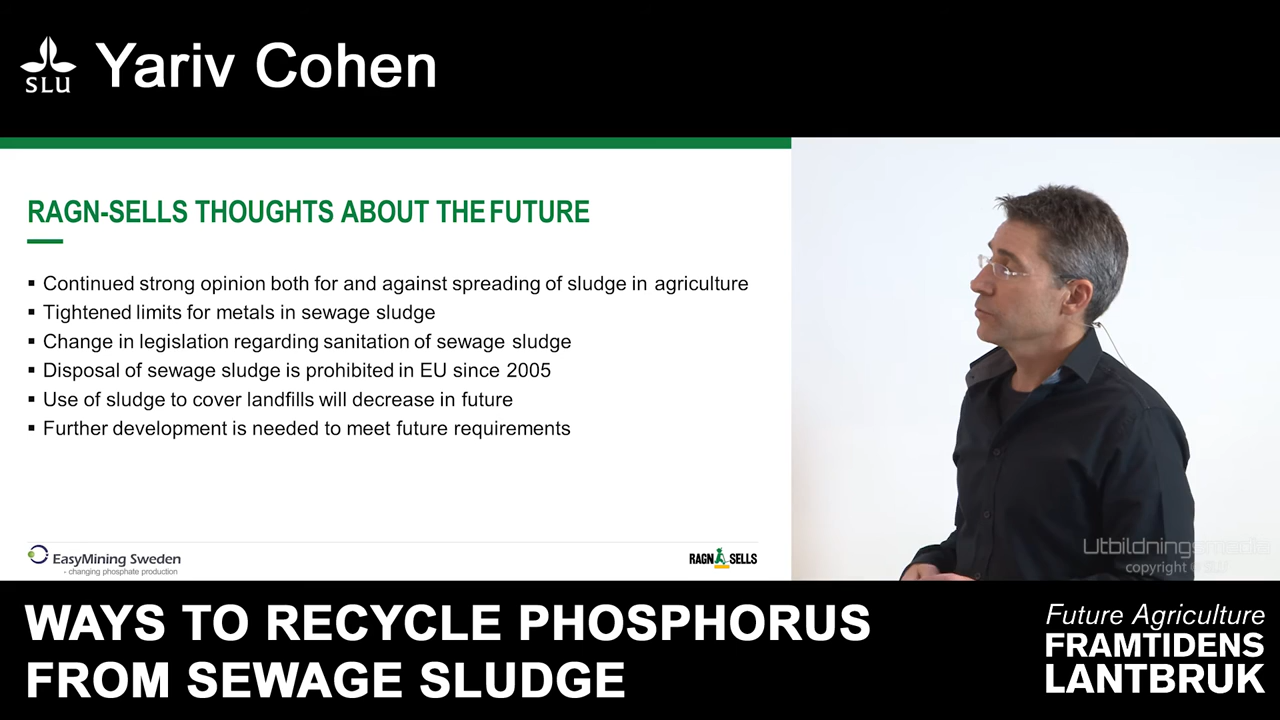 SLU
Yariv Cohen
RAGN-SELLS THOUGHTS ABOUT THE FUTURE
▪ Continued strong opinion both for and against spreading of sludge in agriculture
▪ Tightened limits for metals in sewage sludge
▪ Change in legislation regarding sanitation of sewage sludge
▪ Disposal of sewage sludge is prohibited in EU since 2005
▪ Use of sludge to cover landfills will decrease in future
▪ Further development is needed to meet future requirements
EasyMining Sweden
- changing phosphate production
RAGN SELLS
Utbildningsmedia
copyright © SLU
WAYS TO RECYCLE PHOSPHORUS
FROM SEWAGE SLUDGE
Future Agriculture
FRAMTIDENS
LANTBRUK